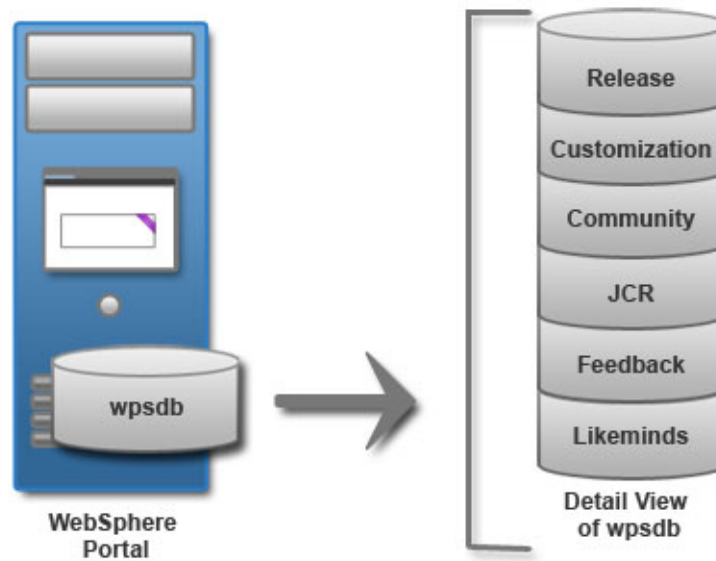 wpsdb
WebSphere
Portal
Release
Customization
Community
JCR
Feedback
Likeminds
Detail View
of wpsdb